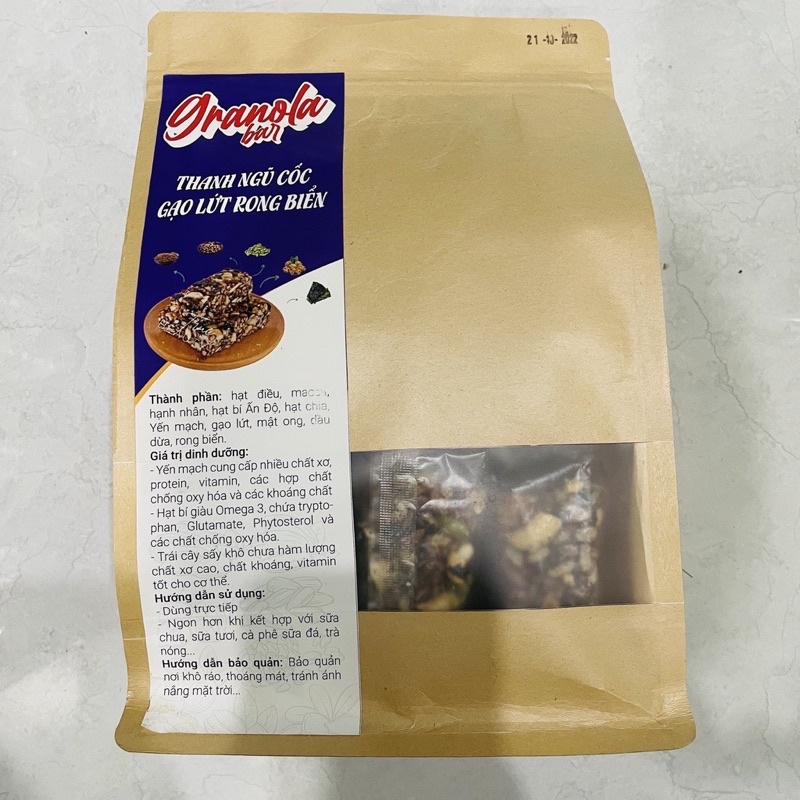 21-10-2022
granola
bar
THANH NGŨ CỐC
GẠO LỨT RONG BIỂN
Thành phần: hạt điều, macca,
hạnh nhân, hạt bí Ấn Độ, hạt chia,
Yến mạch, gạo lứt, mật ong, dầu
dừa, rong biển.
Giá trị dinh dưỡng:
- Yến mạch cung cấp nhiều chất xơ,
protein, vitamin, các hợp chất
chống oxy hóa và các khoáng chất
- Hạt bí giàu Omega 3, chứa trypto-
phan, Glutamate, Phytosterol và
các chất chống oxy hóa.
- Trái cây sấy khô chưa hàm lượng
chất xơ cao, chất khoáng, vitamin
tốt cho cơ thể.
Hướng dẫn sử dụng:
- Dùng trực tiếp
- Ngon hơn khi kết hợp với sữa
chua, sữa tươi, cà phê sữa đá, trà
nóng...
Hướng dẫn bảo quản: Bảo quản
nơi khô ráo, thoáng mát, tránh ánh
nắng mặt trời...